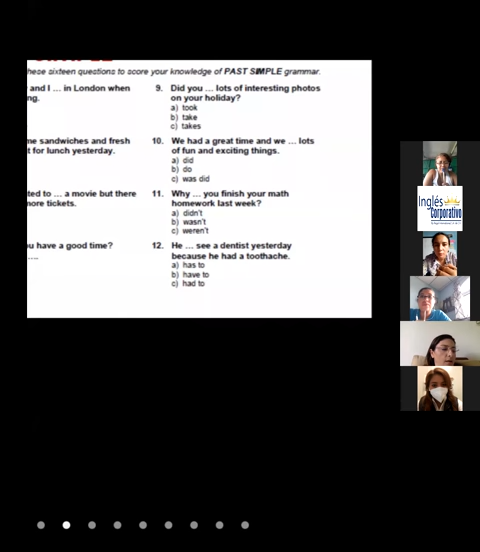 these sixteen questions to score your knowledge of PAST SIMPLE grammar.
and I ... in London when
ng.
me sandwiches and fresh
t for lunch yesterday.
ted to ... a movie but there
more tickets.
u have a good time?
....
9. Did you ... lots of interesting photos
on your holiday?
a) took
b) take
c) takes
10. We had a great time and we ... lots
of fun and exciting things.
a) did
b) do
c) was did
11. Why ... you finish your math
homework last week?
a) didn't
b) wasn't
c) weren't
12. He ... see a dentist yesterday
because he had a toothache.
a) has to
b) have to
c) had to
Inglés
Corporativo